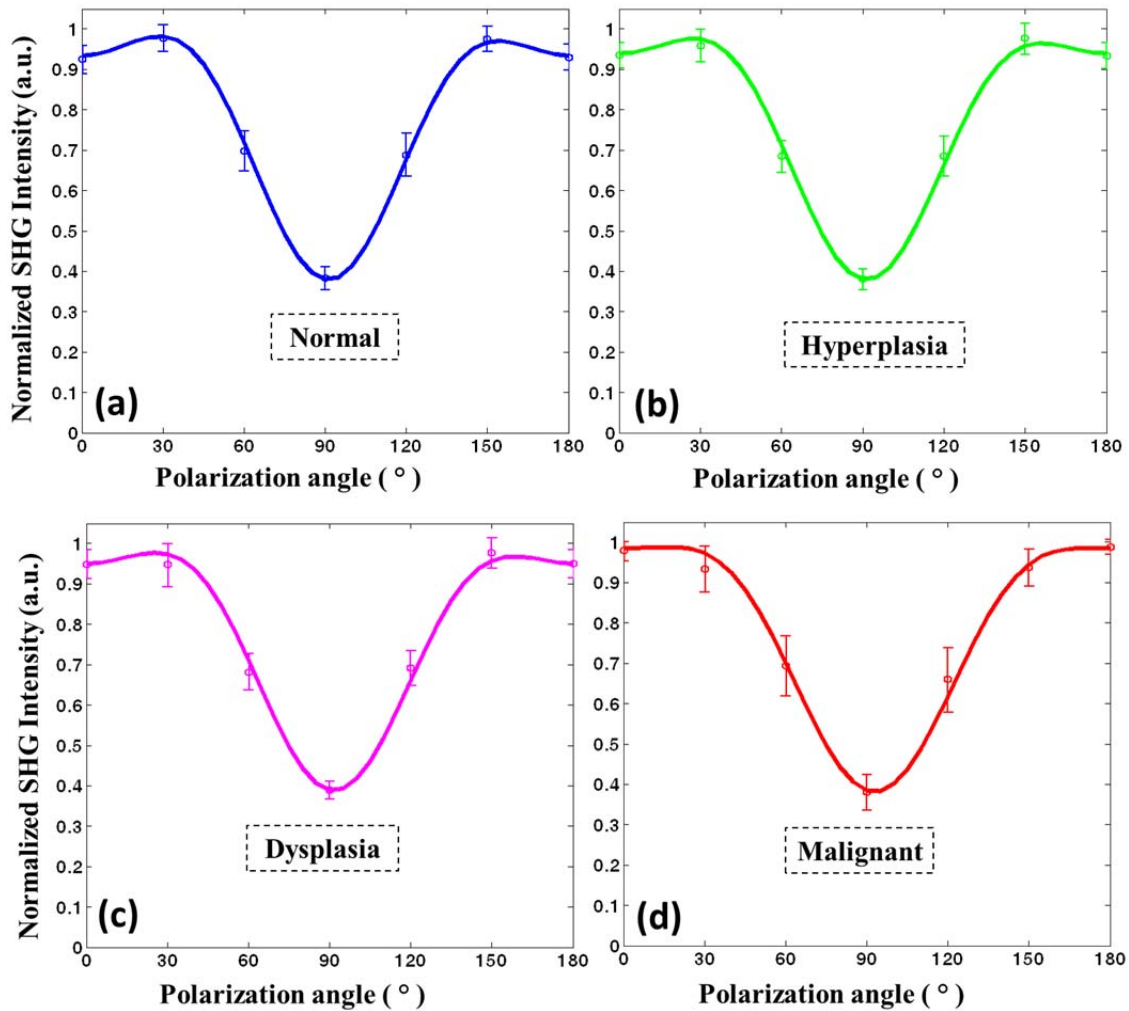 Normalized SHG Intensity (a.u.)
1
0.9
0.8
0.7
0.6
0.5
0.4
0.3
0.2
0.1
0
Normal
(a)
0 30 60 90 120 150 180
Polarization angle ( ° )
1
0.9
0.8
0.7
0.6
0.5
0.4
0.3
0.2
0.1
0
Hyperplasia
(b)
0 30 60 90 120 150 180
Polarization angle ( ° )
Normalized SHG Intensity (a.u.)
1
0.9
0.8
0.7
0.6
0.5
0.4
0.3
0.2
0.1
0
Dysplasia
(c)
0 30 60 90 120 150 180
Polarization angle ( ° )
1
0.9
0.8
0.7
0.6
0.5
0.4
0.3
0.2
0.1
0
Malignant
(d)
0 30 60 90 120 150 180
Polarization angle ( ° )